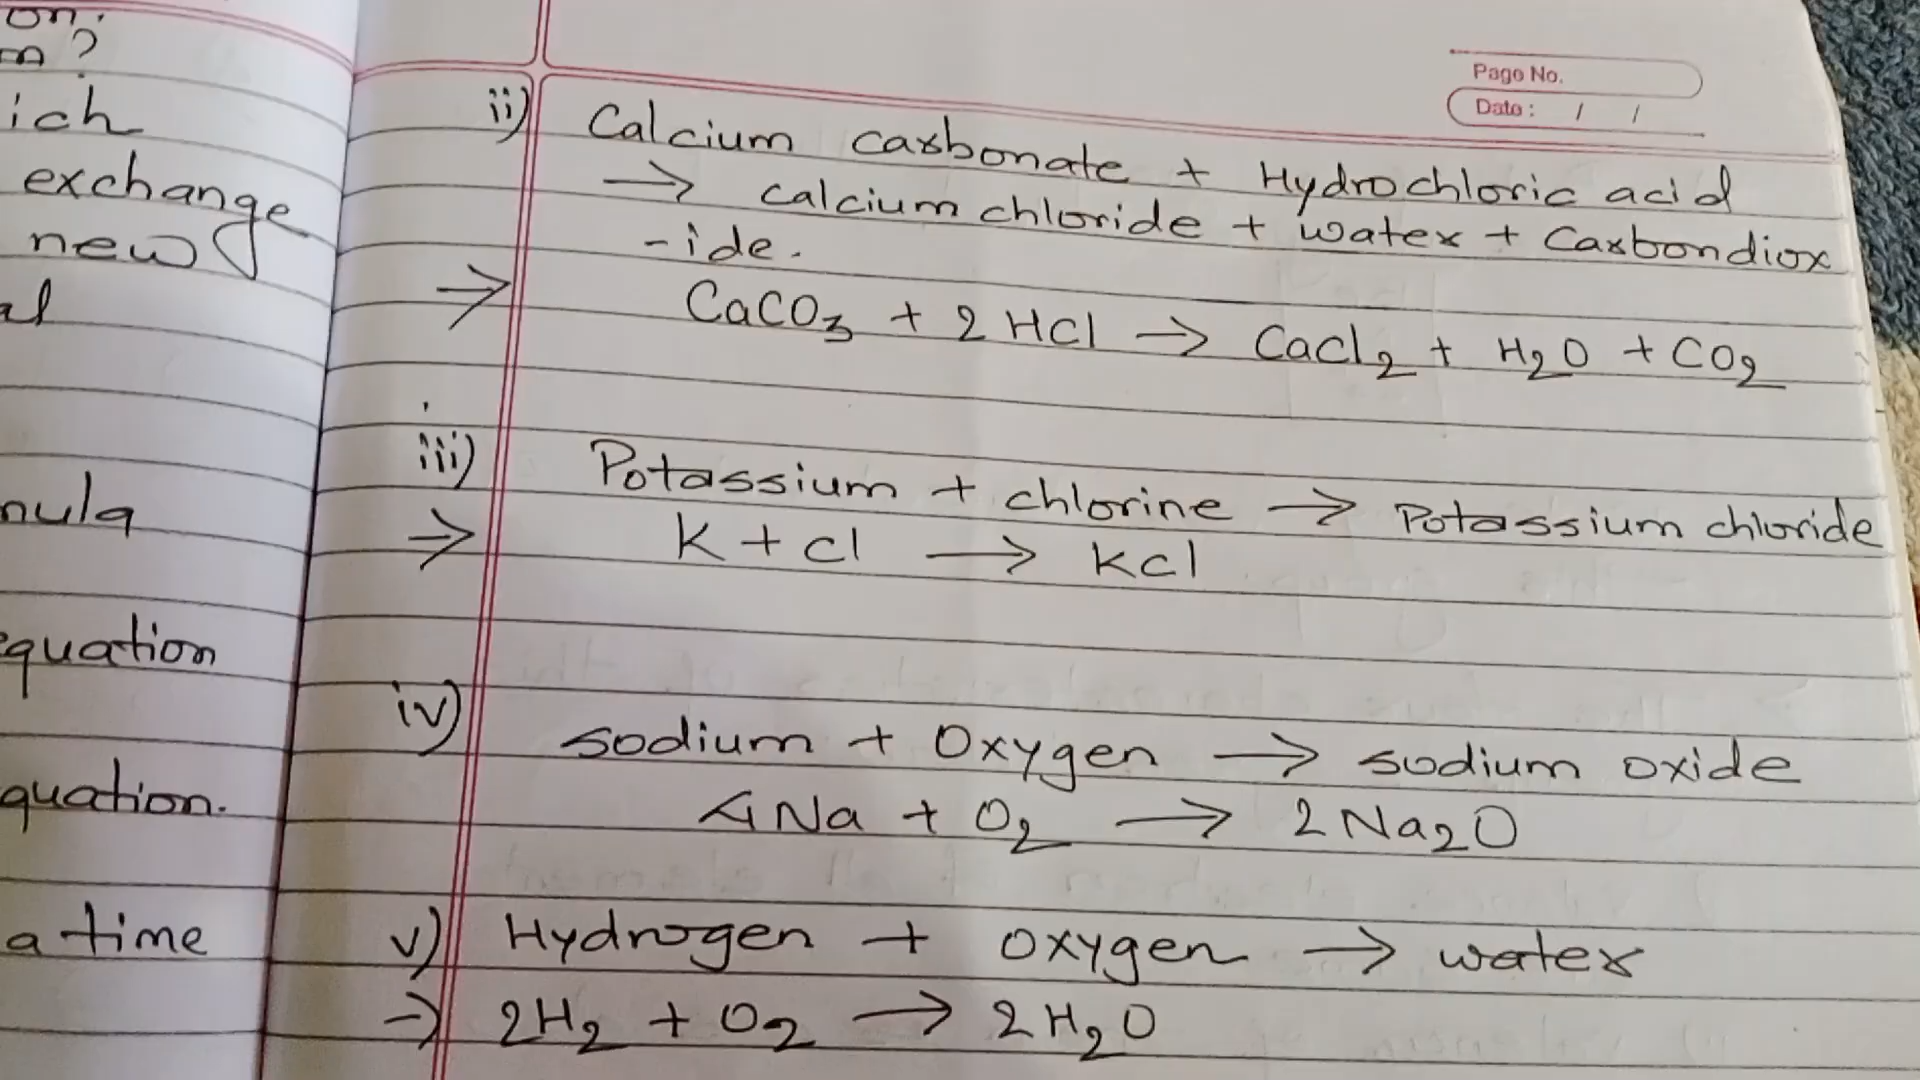 on.
m?
ich
exchange
new
al
nula
equation
quation.
a time
Page No.
Date: / /
ii) Calcium carbonate + Hydrochloric acid
→ calcium chloride + water + Carbondiox
-ide.
⇒ CaCO3 + 2 HCl → CaCl2 + H2O + CO2
iii) Potassium + chlorine → Potassium chloride
⇒ K + Cl → KCl
iv) Sodium + Oxygen → sodium oxide
4Na + O2 → 2Na2O
v) Hydrogen + Oxygen → water
⇒ 2H2 + O2 → 2H2O